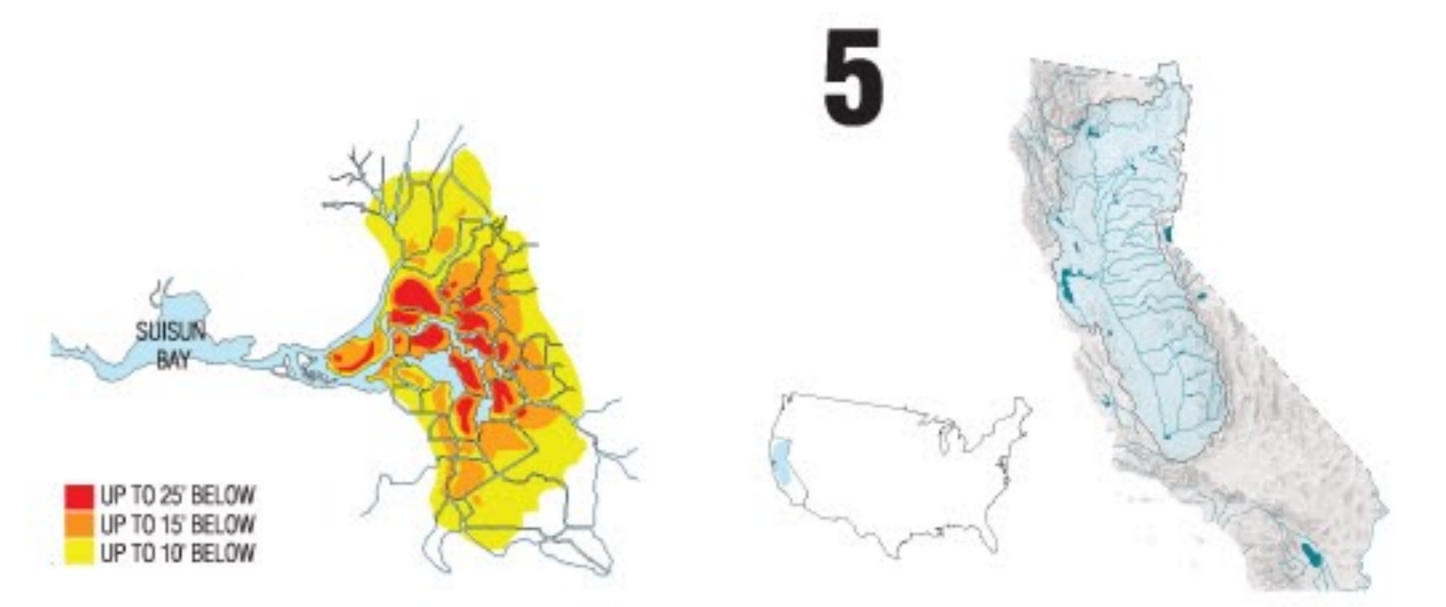 5
SUISUN
BAY
UP TO 25' BELOW
UP TO 15' BELOW
UP TO 10' BELOW